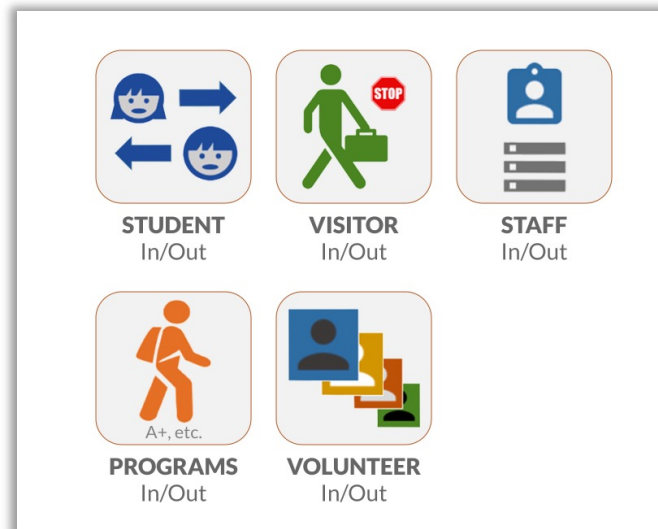 STOP
STUDENT
In/Out
VISITOR
In/Out
STAFF
In/Out
A+, etc.
PROGRAMS
In/Out
VOLUNTEER
In/Out